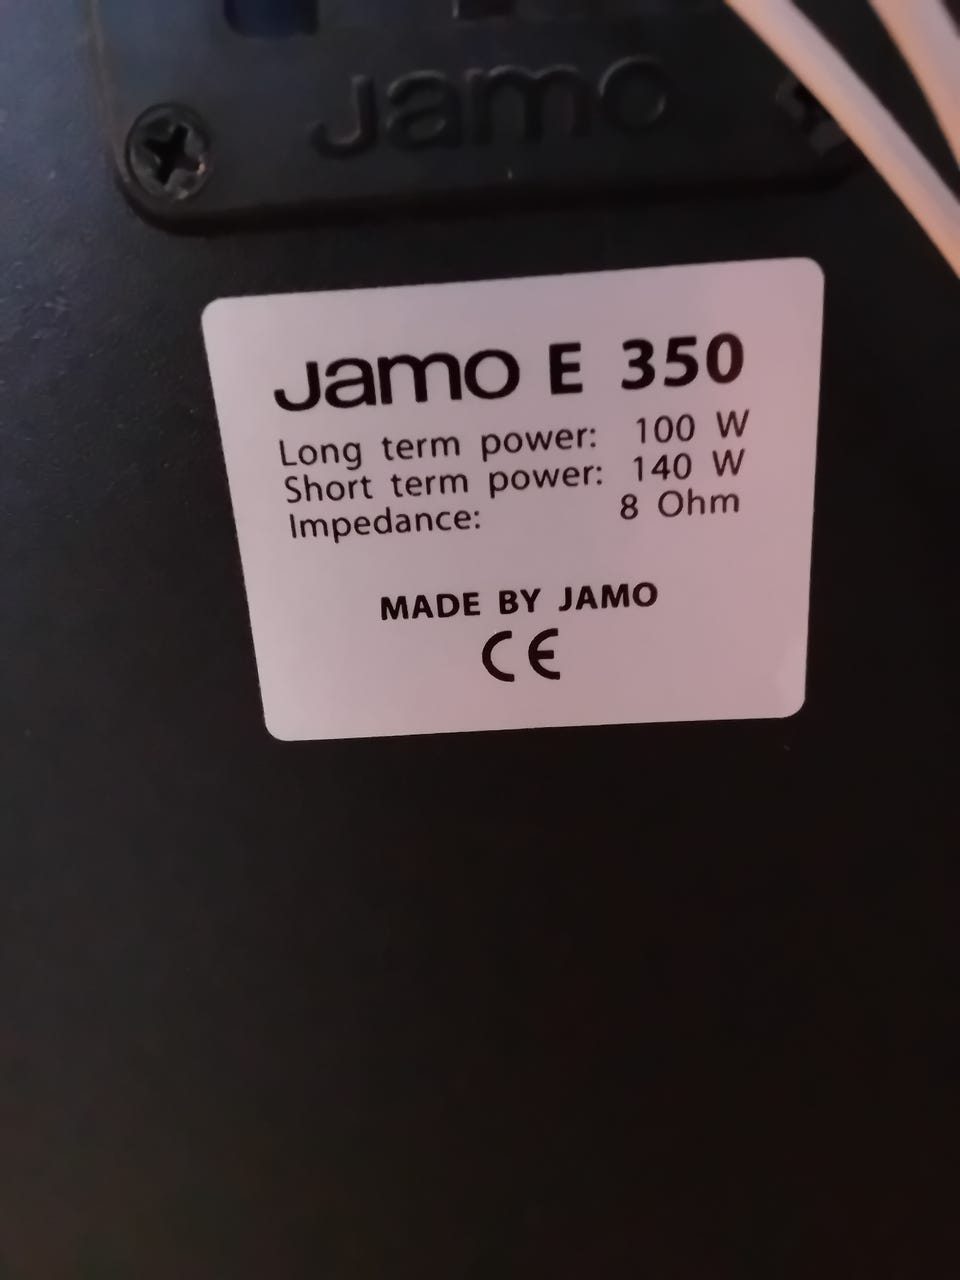 Jamo
Jamo E 350
Long term power: 100 W
Short term power: 140 W
Impedance: 8 Ohm
MADE BY JAMO
CE